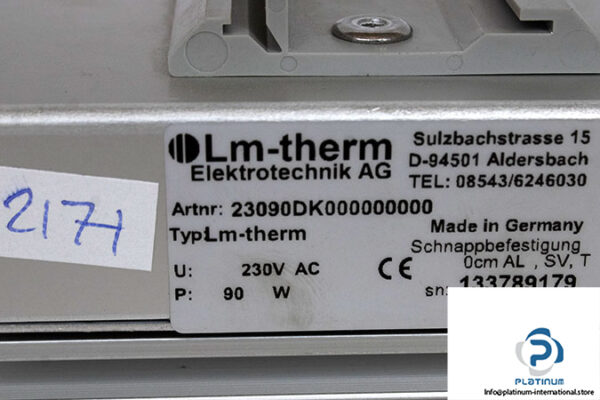 Lm-therm
Elektrotechnik AG
Sulzbachstrasse 15
D-94501 Aldersbach
TEL: 08543/6246030
Artnr: 23090DK000000000
Typ:Lm-therm
Made in Germany
Schnappbefestigung
0cm AL , SV, T
U: 230V AC
CE
P: 90 W
sn: 133789179
2171
PLATINUM
Info@platinum-international.store